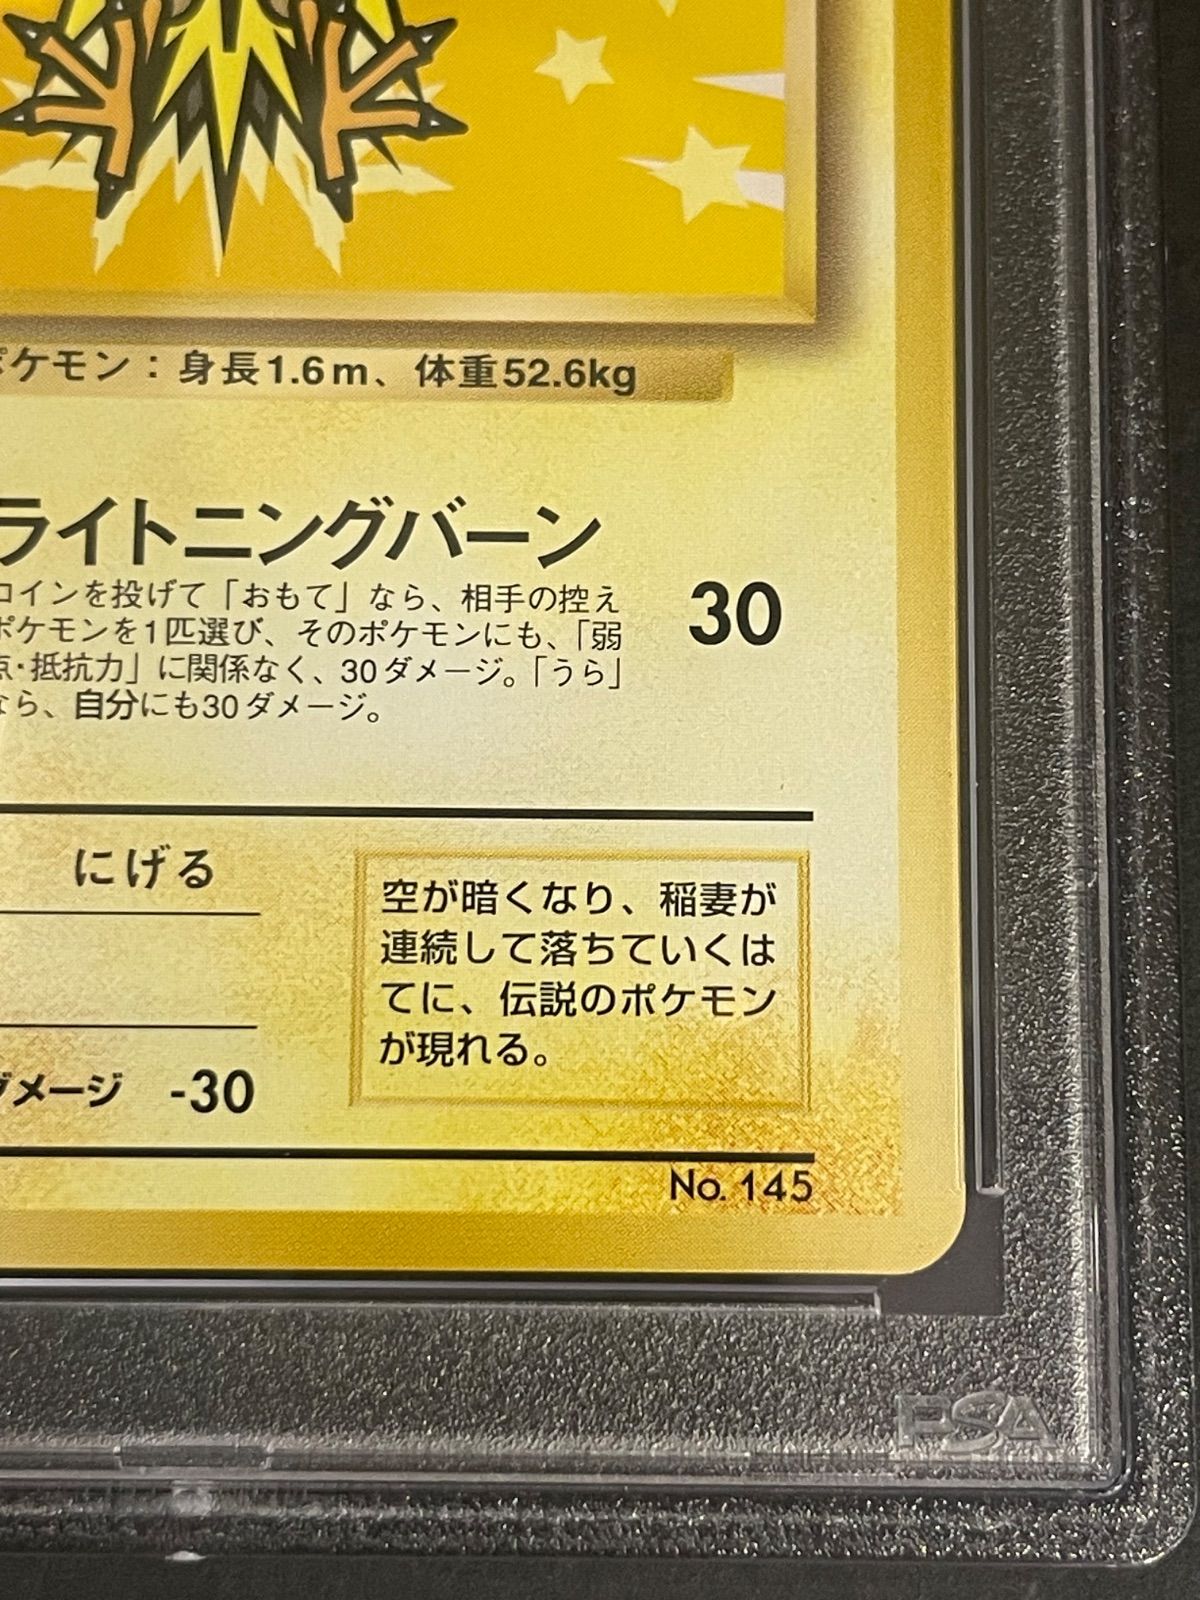 ポケモン：身長1.6m、体重52.6kg
ライトニングバーン
コインを投げて「おもて」なら、相手の控え
ポケモンを1匹選び、そのポケモンにも、「弱
点・抵抗力」に関係なく、30ダメージ。「うら」
なら、自分にも30ダメージ。
30
にげる
空が暗くなり、稲妻が
連続して落ちていくは
てに、伝説のポケモン
が現れる。
ダメージ -30
No. 145
PSA